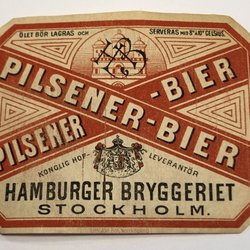 ÖLET BÖR LAGRAS OCH SERVERAS MED 8° à 10° CELSIUS.
PILSENER-BIER
PILSENER-BIER
PILSENER
KONGLIG HOF LEVERANTÖR
HAMBURGER BRYGGERIET
STOCKHOLM.